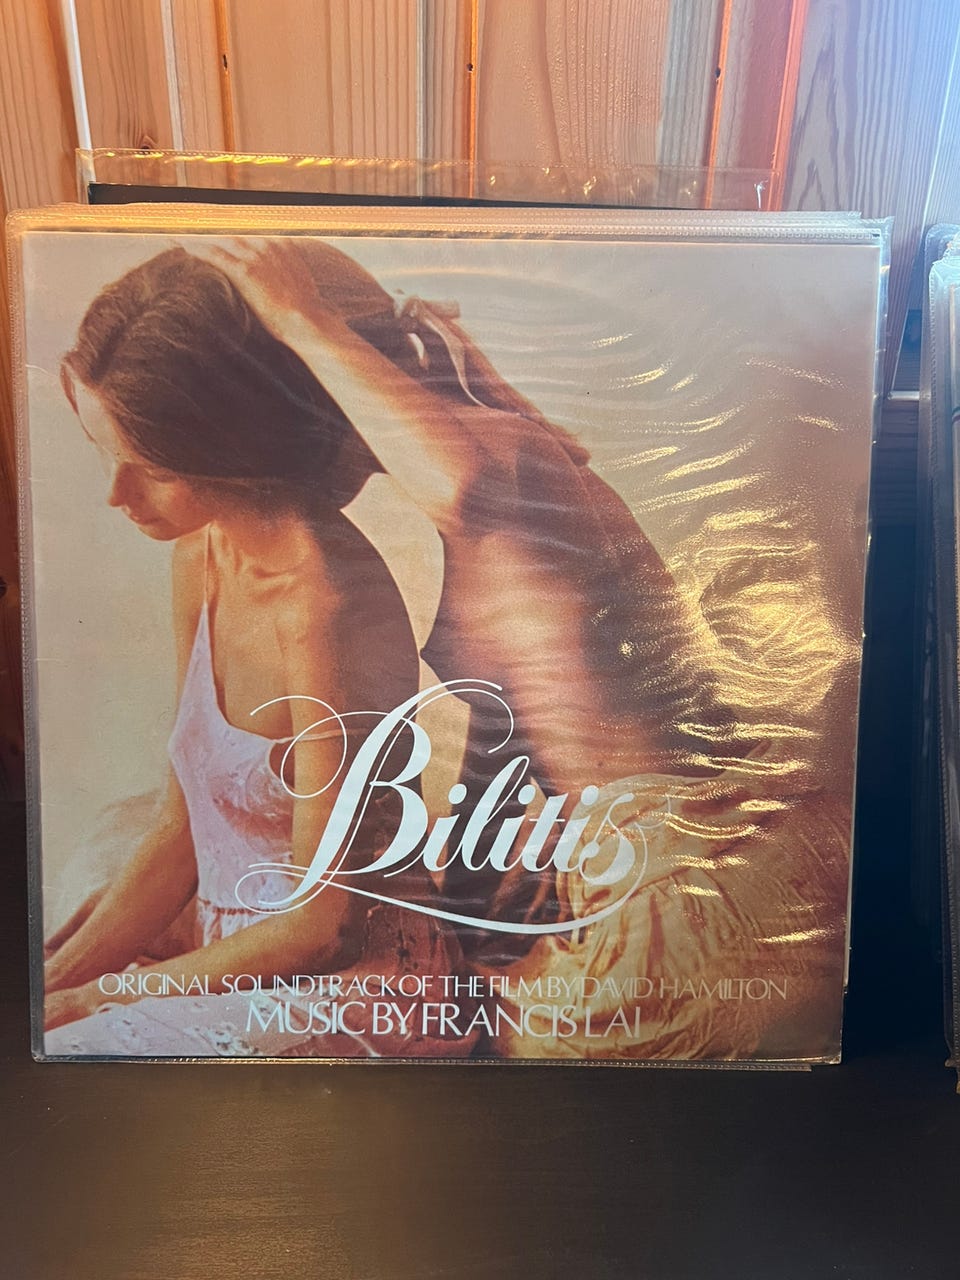 Bilitis
ORIGINAL SOUNDTRACK OF THE FILM BY DAVID HAMILTON
MUSIC BY FRANCIS LAI